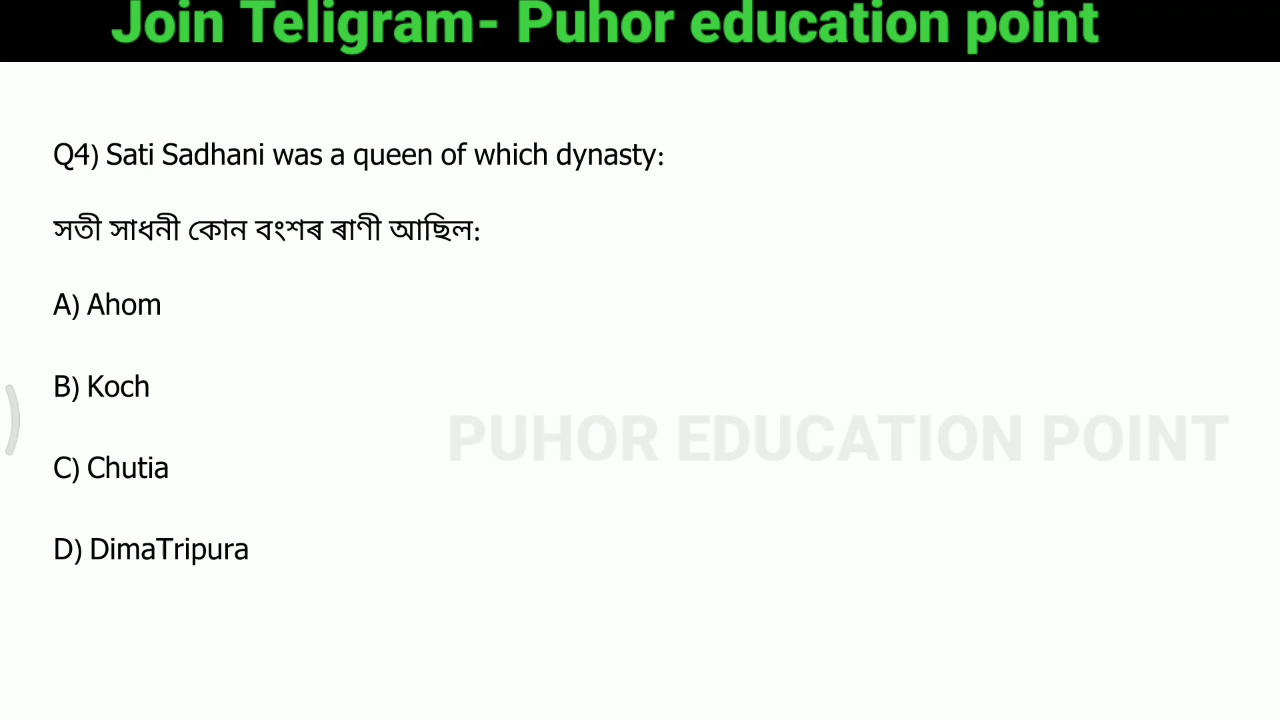 Join Teligram- Puhor education point
Q4) Sati Sadhani was a queen of which dynasty:
সতী সাধনী কোন বংশৰ ৰাণী আছিল:
A) Ahom
B) Koch
PUHOR EDUCATION POINT
C) Chutia
D) DimaTripura